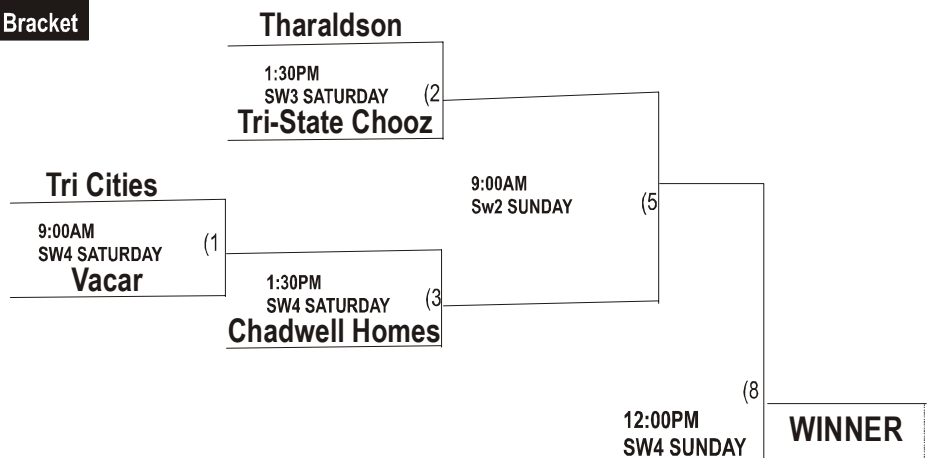 Bracket
Tharaldson
1:30PM
SW3 SATURDAY (2
Tri-State Chooz
Tri Cities
9:00AM
SW4 SATURDAY (1
Vacar
9:00AM
Sw2 SUNDAY (5
1:30PM
SW4 SATURDAY (3
Chadwell Homes
(8
12:00PM
SW4 SUNDAY
WINNER